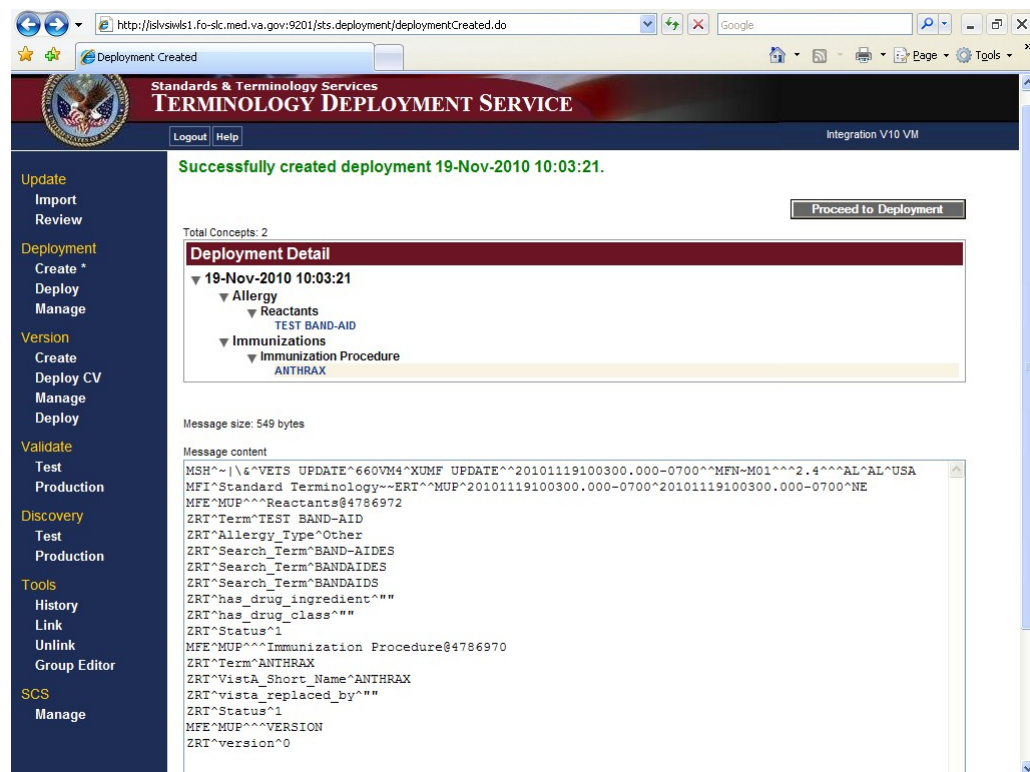 http://islvsiwls1.fo-slc.med.va.gov:9201/sts.deployment/deploymentCreated.do
Google
Deployment Created
Page
Tools
Standards & Terminology Services
TERMINOLOGY DEPLOYMENT SERVICE
Logout Help
Integration V10 VM
Update
Import
Review
Deployment
Create *
Deploy
Manage
Version
Create
Deploy CV
Manage
Deploy
Validate
Test
Production
Discovery
Test
Production
Tools
History
Link
Unlink
Group Editor
SCS
Manage
Successfully created deployment 19-Nov-2010 10:03:21.
Proceed to Deployment
Total Concepts: 2
Deployment Detail
19-Nov-2010 10:03:21
Allergy
Reactants
TEST BAND-AID
Immunizations
Immunization Procedure
ANTHRAX
Message size: 549 bytes
Message content
MSH^~|\&^VETS UPDATE^660VM4^XUMF UPDATE^^20101119100300.000-0700^^MFN~M01^^^2.4^^^AL^AL^USA
MFI^Standard Terminology~~ERT^^MUP^20101119100300.000-0700^20101119100300.000-0700^NE
MFE^MUP^^^Reactants@4786972
ZRT^Term^TEST BAND-AID
ZRT^Allergy_Type^Other
ZRT^Search_Term^BAND-AIDES
ZRT^Search_Term^BANDAIDES
ZRT^Search_Term^BANDAIDS
ZRT^has_drug_ingredient^""
ZRT^has_drug_class^""
ZRT^Status^1
MFE^MUP^^^Immunization Procedure@4786970
ZRT^Term^ANTHRAX
ZRT^VistA_Short_Name^ANTHRAX
ZRT^vista_replaced_by^""
ZRT^Status^1
MFE^MUP^^^VERSION
ZRT^version^0